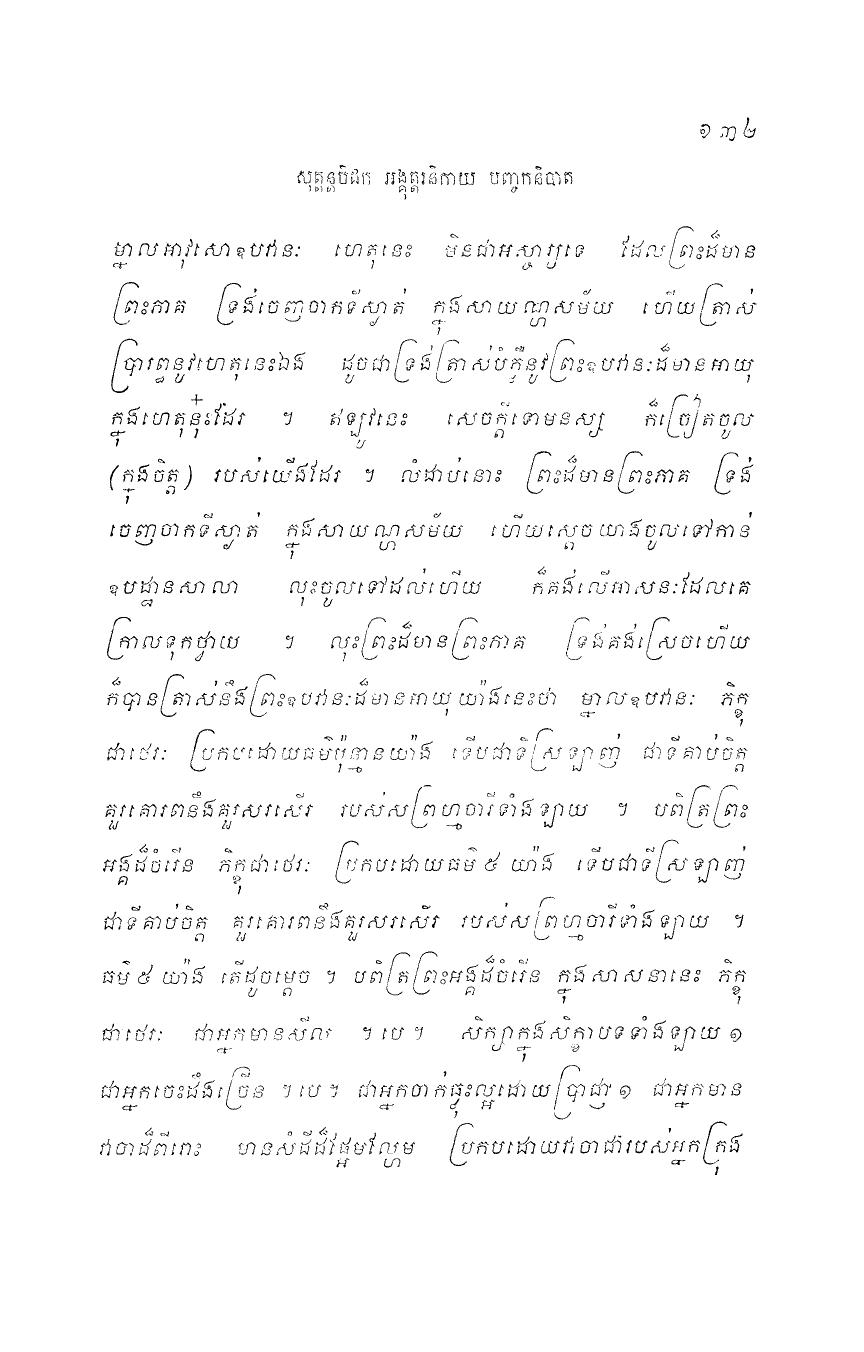 ១៣២
សុត្តន្តបិដក អង្គុត្តរនិកាយ បញ្ចកនិបាត
ម្នាលអាវុសោឧបវានៈ ហេតុនេះ មិនជាអស្ចារ្យទេ ដែលព្រះដ៏មាន
ព្រះភាគ ទ្រង់ចេញចាកទីស្ងាត់ ក្នុងសាយណ្ហសម័យ ហើយត្រាស់
ប្រារព្ធនូវហេតុនេះឯង ដូចជាទ្រង់ត្រាស់បំភ្លឺនូវព្រះឧបវានៈដ៏មានអាយុ
ក្នុងហេតុនុ៎ះដែរ ។ ឥឡូវនេះ សេចក្តីទោមនស្ស ក៏ច្រៀតចូល
(ក្នុងចិត្ត) របស់យើងដែរ ។ លំដាប់នោះ ព្រះដ៏មានព្រះភាគ ទ្រង់
ចេញចាកទីស្ងាត់ ក្នុងសាយណ្ហសម័យ ហើយស្តេចយាងចូលទៅកាន់
ឧបដ្ឋានសាលា លុះចូលទៅដល់ហើយ ក៏គង់លើអាសនៈដែលគេ
ក្រាលទុកថ្វាយ ។ លុះព្រះដ៏មានព្រះភាគ ទ្រង់គង់ស្រេចហើយ
ក៏បានត្រាស់នឹងព្រះឧបវានៈដ៏មានអាយុយ៉ាងនេះថា ម្នាលឧបវានៈ ភិក្ខុ
ជាថេរៈ ប្រកបដោយធម៌ប៉ុន្មានយ៉ាង ទើបជាទីស្រឡាញ់ ជាទីគាប់ចិត្ត
គួរគោរពនឹងគួរសរសើរ របស់សព្រហ្មចារីទាំងឡាយ ។ បពិត្រព្រះ
អង្គដ៏ចំរើន ភិក្ខុជាថេរៈ ប្រកបដោយធម៌ ៥ យ៉ាង ទើបជាទីស្រឡាញ់
ជាទីគាប់ចិត្ត គួរគោរពនឹងគួរសរសើរ របស់សព្រហ្មចារីទាំងឡាយ ។
ធម៌ ៥ យ៉ាង តើដូចម្តេច ។ បពិត្រព្រះអង្គដ៏ចំរើន ក្នុងសាសនានេះ ភិក្ខុ
ជាថេរៈ ជាអ្នកមានសីល ។បេ។ សិក្សាក្នុងសិក្ខាបទទាំងឡាយ ១
ជាអ្នកចេះដឹងច្រើន ។បេ។ ជាអ្នកចាក់ធ្លុះល្អដោយប្រាជ្ញា ១ ជាអ្នកមាន
វាចាដ៏ពីរោះ មានសំដីដ៏ផ្អែមល្ហែម ប្រកបដោយវាចាជារបស់អ្នកក្រុង